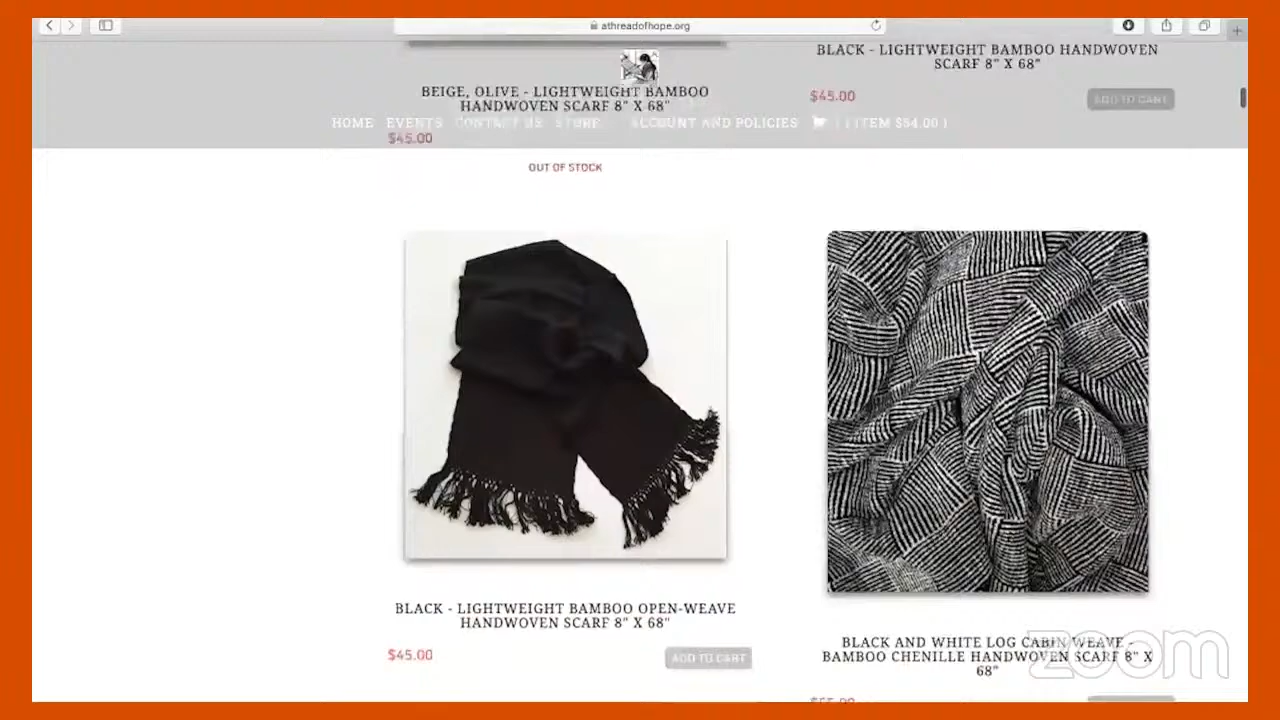 athreadofhope.org
BLACK - LIGHTWEIGHT BAMBOO HANDWOVEN
SCARF 8" X 68"
$45.00
ADD TO CART
BEIGE, OLIVE - LIGHTWEIGHT BAMBOO
HANDWOVEN SCARF 8" X 68"
HOME EVENTS CONTACT US STORE ACCOUNT AND POLICIES ( 1 ITEM $54.00 )
$45.00
OUT OF STOCK
BLACK - LIGHTWEIGHT BAMBOO OPEN-WEAVE
HANDWOVEN SCARF 8" X 68"
$45.00
ADD TO CART
BLACK AND WHITE LOG CABIN WEAVE -
BAMBOO CHENILLE HANDWOVEN SCARF 8" X
68"
zoom